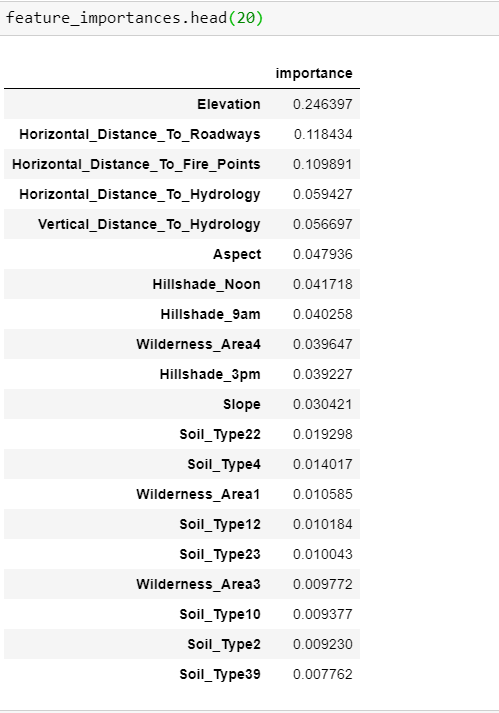 feature_importances.head(20)
importance
Elevation 0.246397
Horizontal_Distance_To_Roadways 0.118434
Horizontal_Distance_To_Fire_Points 0.109891
Horizontal_Distance_To_Hydrology 0.059427
Vertical_Distance_To_Hydrology 0.056697
Aspect 0.047936
Hillshade_Noon 0.041718
Hillshade_9am 0.040258
Wilderness_Area4 0.039647
Hillshade_3pm 0.039227
Slope 0.030421
Soil_Type22 0.019298
Soil_Type4 0.014017
Wilderness_Area1 0.010585
Soil_Type12 0.010184
Soil_Type23 0.010043
Wilderness_Area3 0.009772
Soil_Type10 0.009377
Soil_Type2 0.009230
Soil_Type39 0.007762